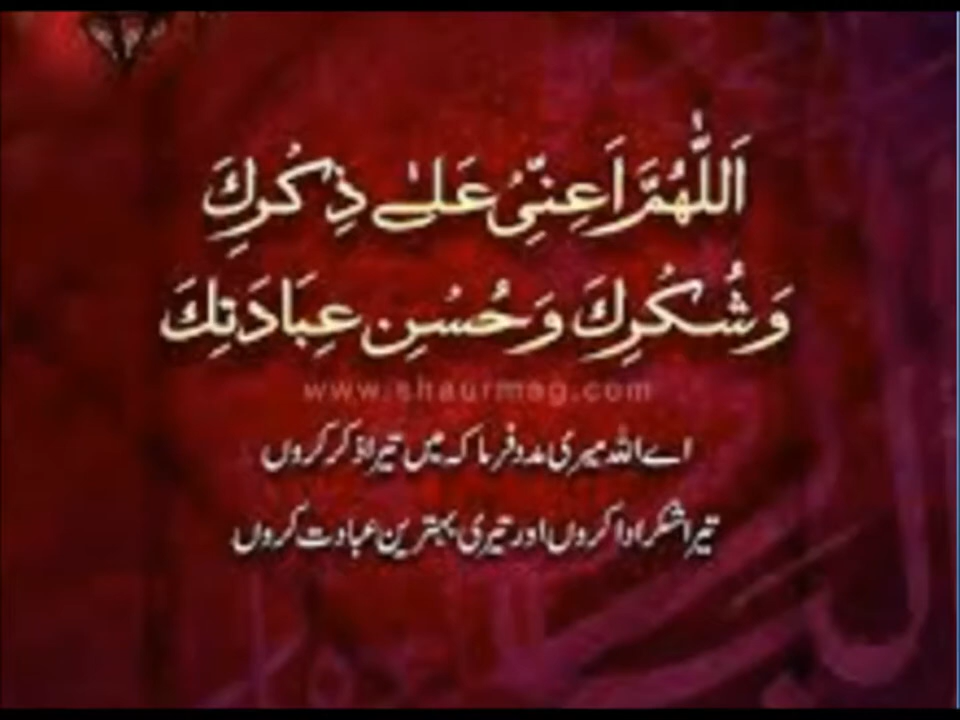 اَللّٰهُمَّ اَعِنِّیْ عَلٰی ذِکْرِكَ
وَشُکْرِكَ وَحُسْنِ عِبَادَتِكَ
www.shaurmag.com
اے اللہ میری مدد فرما کہ میں تیرا ذکر کروں
تیرا شکر ادا کروں اور تیری بہترین عبادت کروں